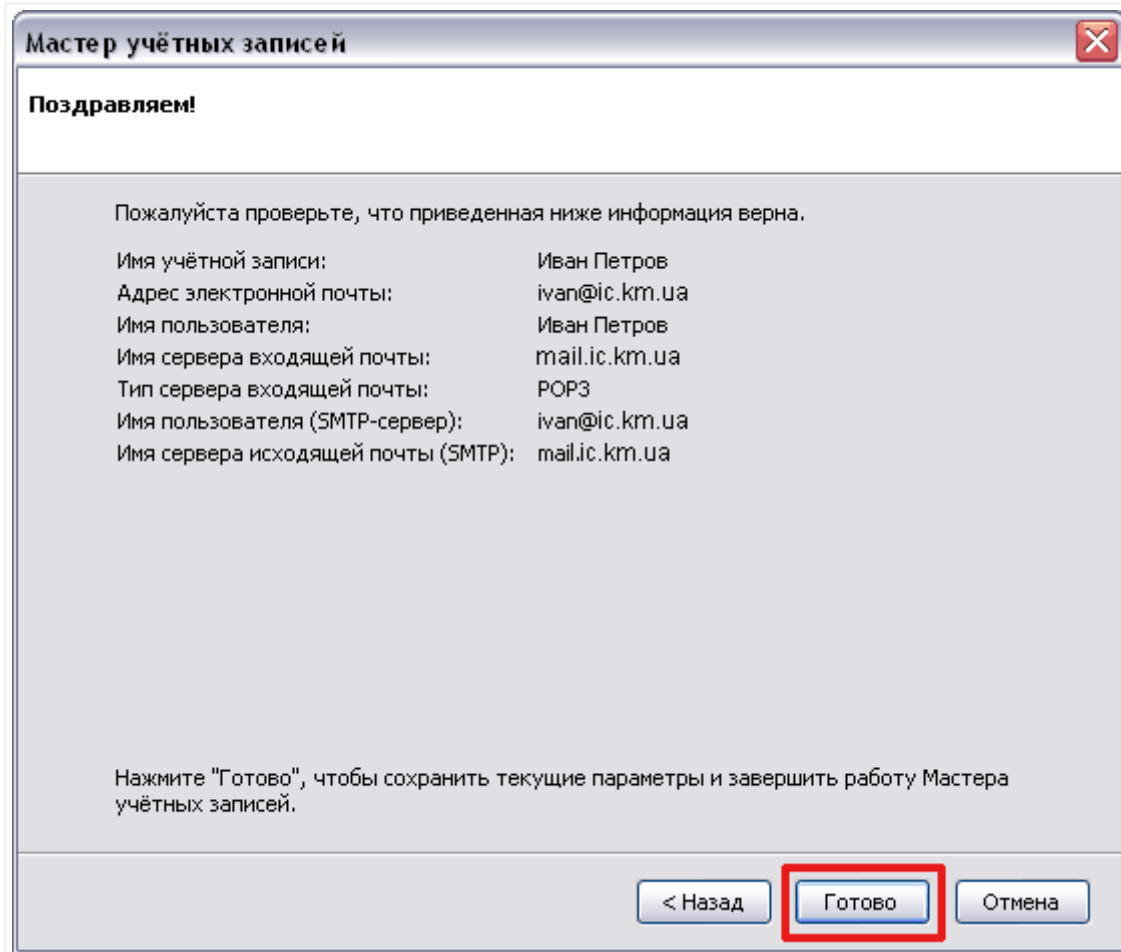 Мастер учётных записей
Поздравляем!
Пожалуйста проверьте, что приведенная ниже информация верна.
Имя учётной записи: Иван Петров
Адрес электронной почты: ivan@ic.km.ua
Имя пользователя: Иван Петров
Имя сервера входящей почты: mail.ic.km.ua
Тип сервера входящей почты: POP3
Имя пользователя (SMTP-сервер): ivan@ic.km.ua
Имя сервера исходящей почты (SMTP): mail.ic.km.ua
Нажмите "Готово", чтобы сохранить текущие параметры и завершить работу Мастера
учётных записей.
< Назад Готово Отмена